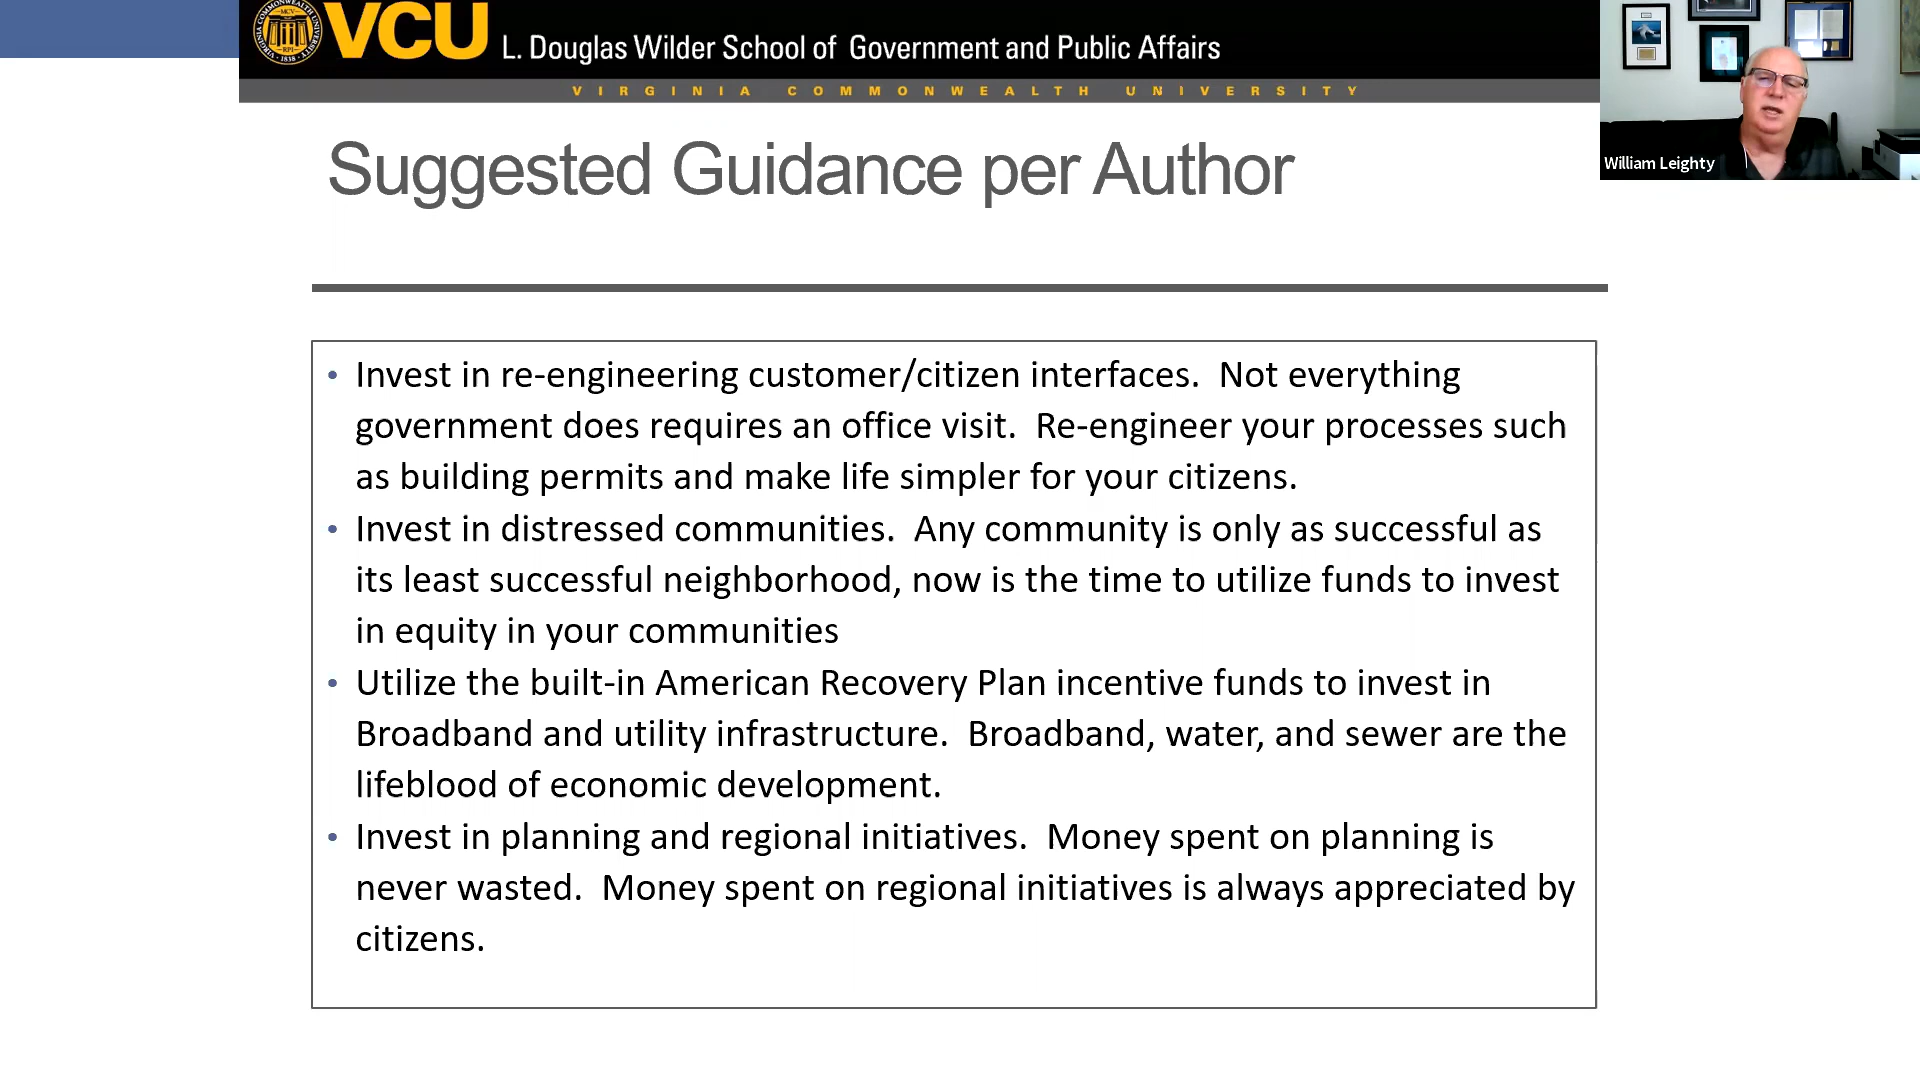 VCU
L. Douglas Wilder School of Government and Public Affairs
VIRGINIA COMMONWEALTH UNIVERSITY
William Leighty
Suggested Guidance per Author
• Invest in re-engineering customer/citizen interfaces. Not everything
government does requires an office visit. Re-engineer your processes such
as building permits and make life simpler for your citizens.
• Invest in distressed communities. Any community is only as successful as
its least successful neighborhood, now is the time to utilize funds to invest
in equity in your communities
• Utilize the built-in American Recovery Plan incentive funds to invest in
Broadband and utility infrastructure. Broadband, water, and sewer are the
lifeblood of economic development.
• Invest in planning and regional initiatives. Money spent on planning is
never wasted. Money spent on regional initiatives is always appreciated by
citizens.